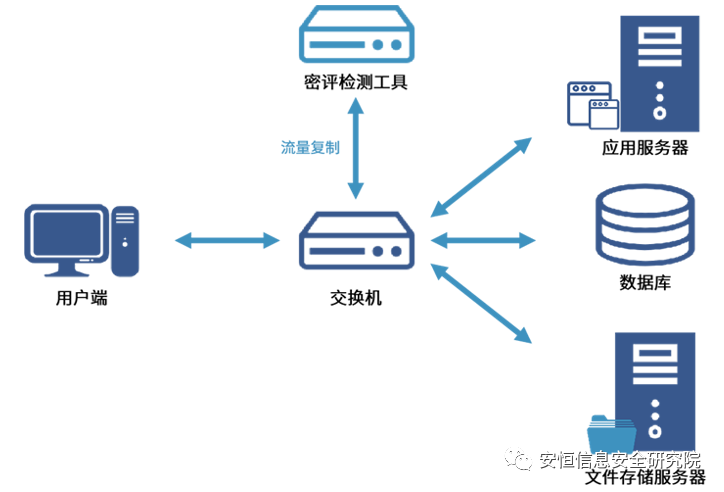 密评检测工具
流量复制
应用服务器
用户端
交换机
数据库
安恒信息安全研究院
文件存储服务器